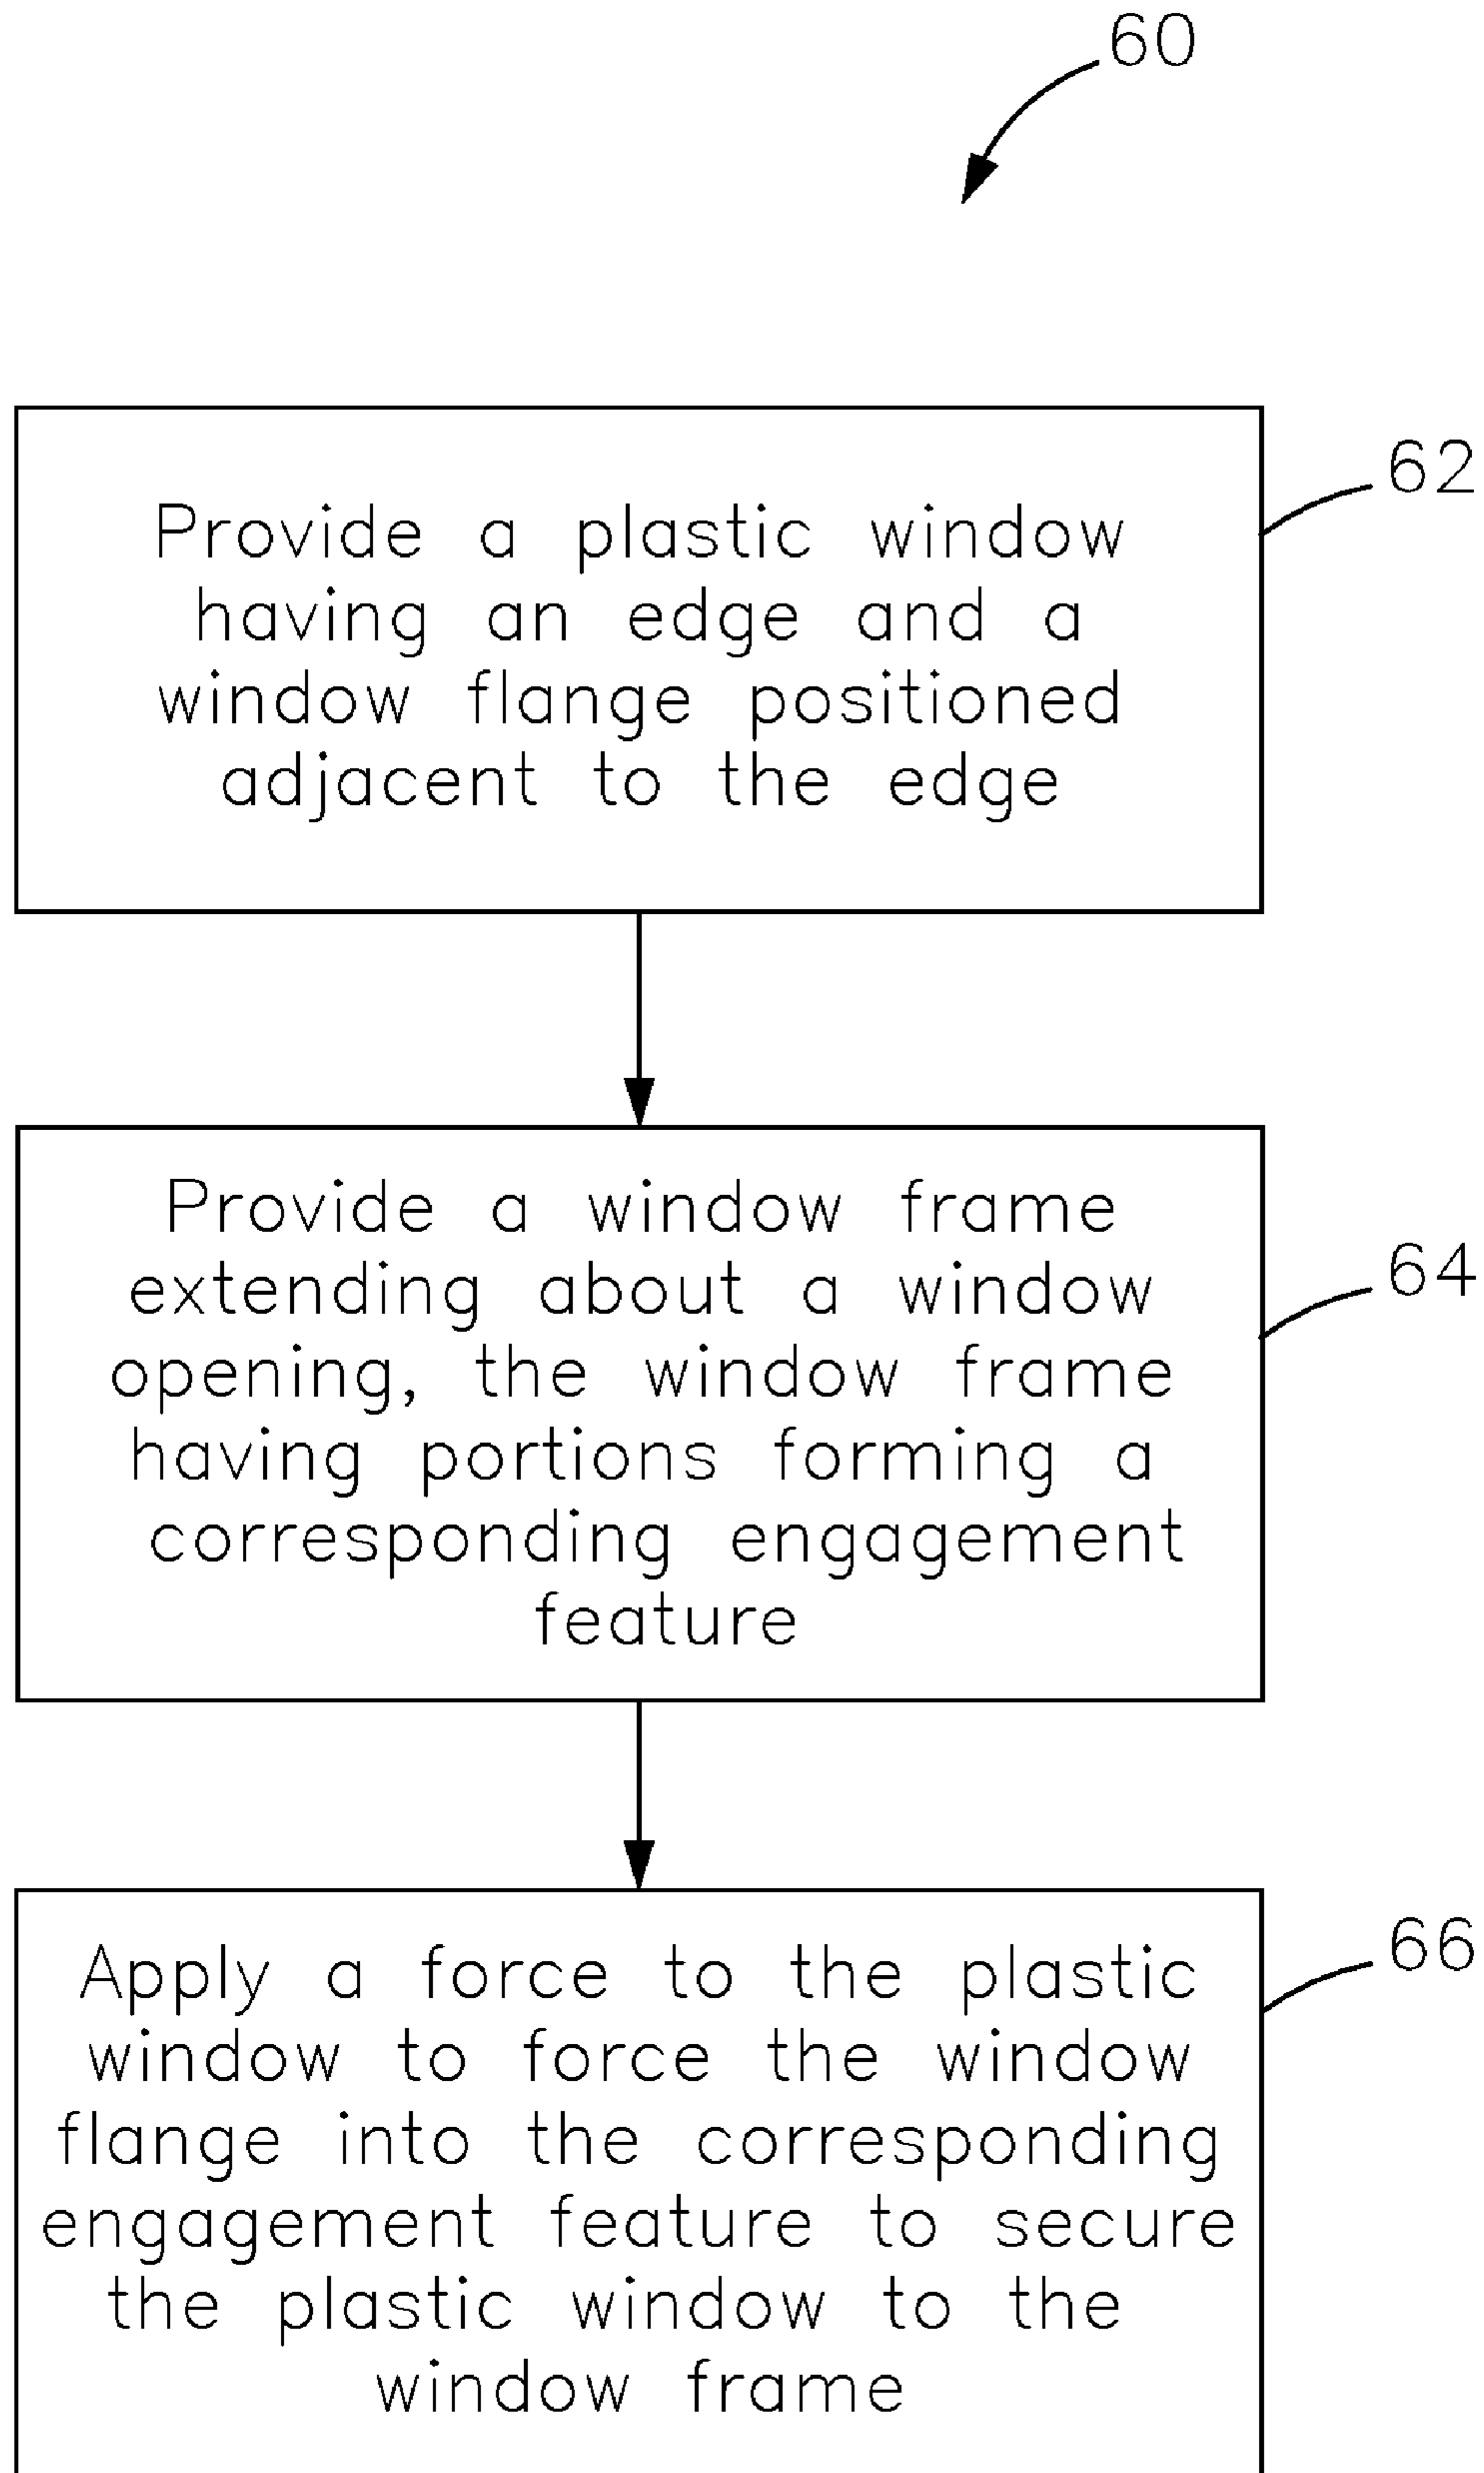 60
62
Provide a plastic window
having an edge and a
window flange positioned
adjacent to the edge
64
Provide a window frame
extending about a window
opening, the window frame
having portions forming a
corresponding engagement
feature
66
Apply a force to the plastic
window to force the window
flange into the corresponding
engagement feature to secure
the plastic window to the
window frame